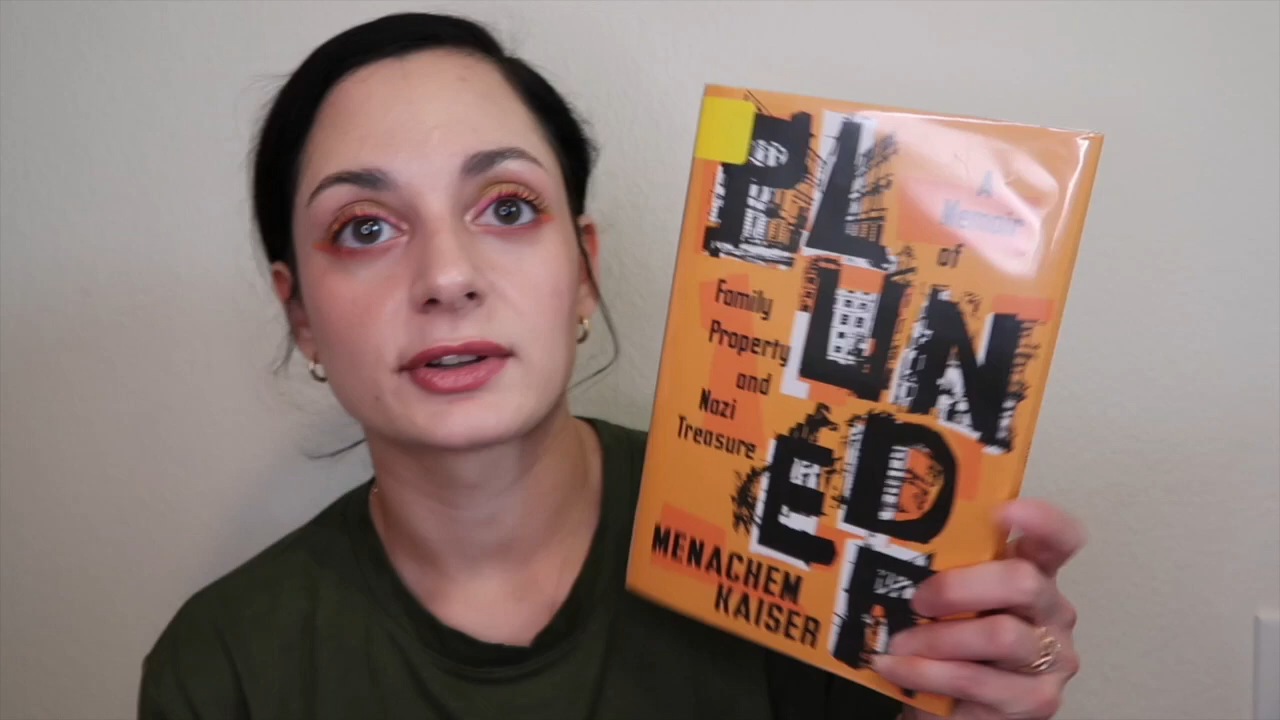 PLUNDER
A
Memoir
of
Family
Property
and
Nazi
Treasure
MENACHEM
KAISER